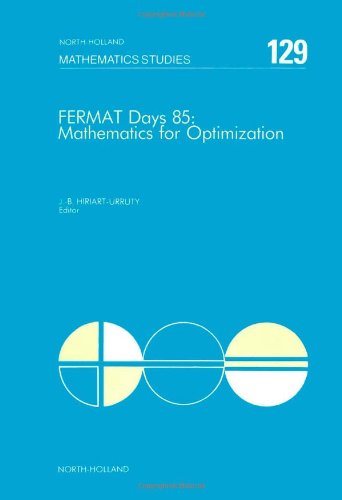 NORTH-HOLLAND
MATHEMATICS STUDIES
129
FERMAT Days 85:
Mathematics for Optimization
J.-B. HIRIART-URRUTY
Editor
NORTH-HOLLAND